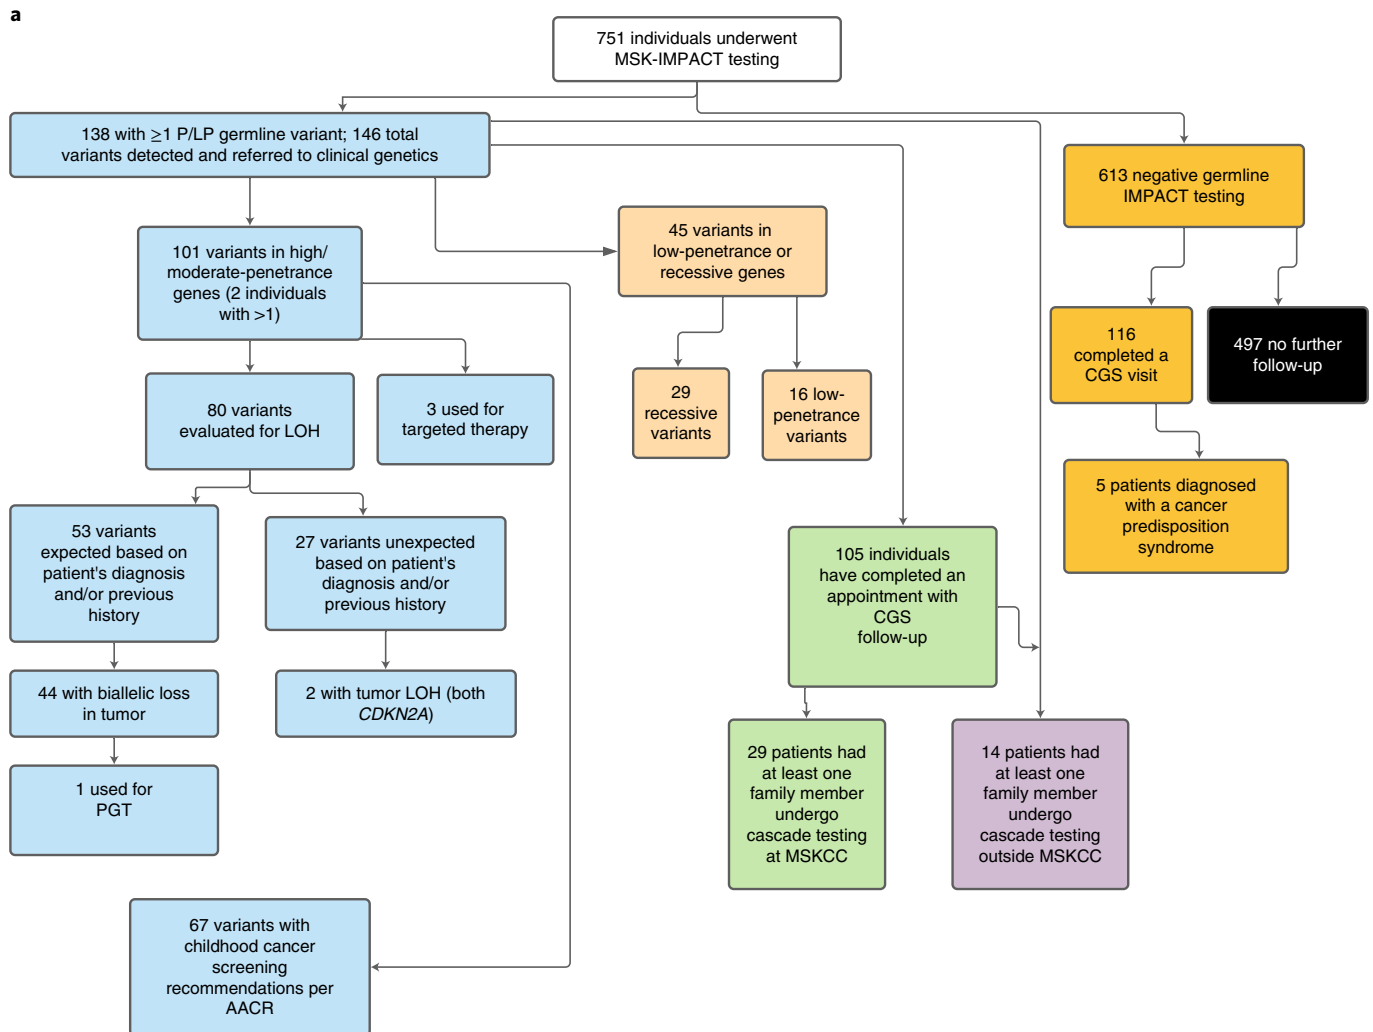 a
751 individuals underwent
MSK-IMPACT testing
138 with ≥1 P/LP germline variant; 146 total
variants detected and referred to clinical genetics
613 negative germline
IMPACT testing
101 variants in high/
moderate-penetrance
genes (2 individuals
with >1)
45 variants in
low-penetrance or
recessive genes
116
completed a
CGS visit
497 no further
follow-up
80 variants
evaluated for LOH
3 used for
targeted therapy
29
recessive
variants
16 low-
penetrance
variants
5 patients diagnosed
with a cancer
predisposition
syndrome
53 variants
expected based on
patient's diagnosis
and/or previous
history
27 variants unexpected
based on patient's
diagnosis and/or
previous history
105 individuals
have completed an
appointment with
CGS
follow-up
44 with biallelic loss
in tumor
2 with tumor LOH (both
CDKN2A)
29 patients had
at least one
family member
undergo
cascade testing
at MSKCC
14 patients had
at least one
family member
undergo
cascade testing
outside MSKCC
1 used for
PGT
67 variants with
childhood cancer
screening
recommendations per
AACR